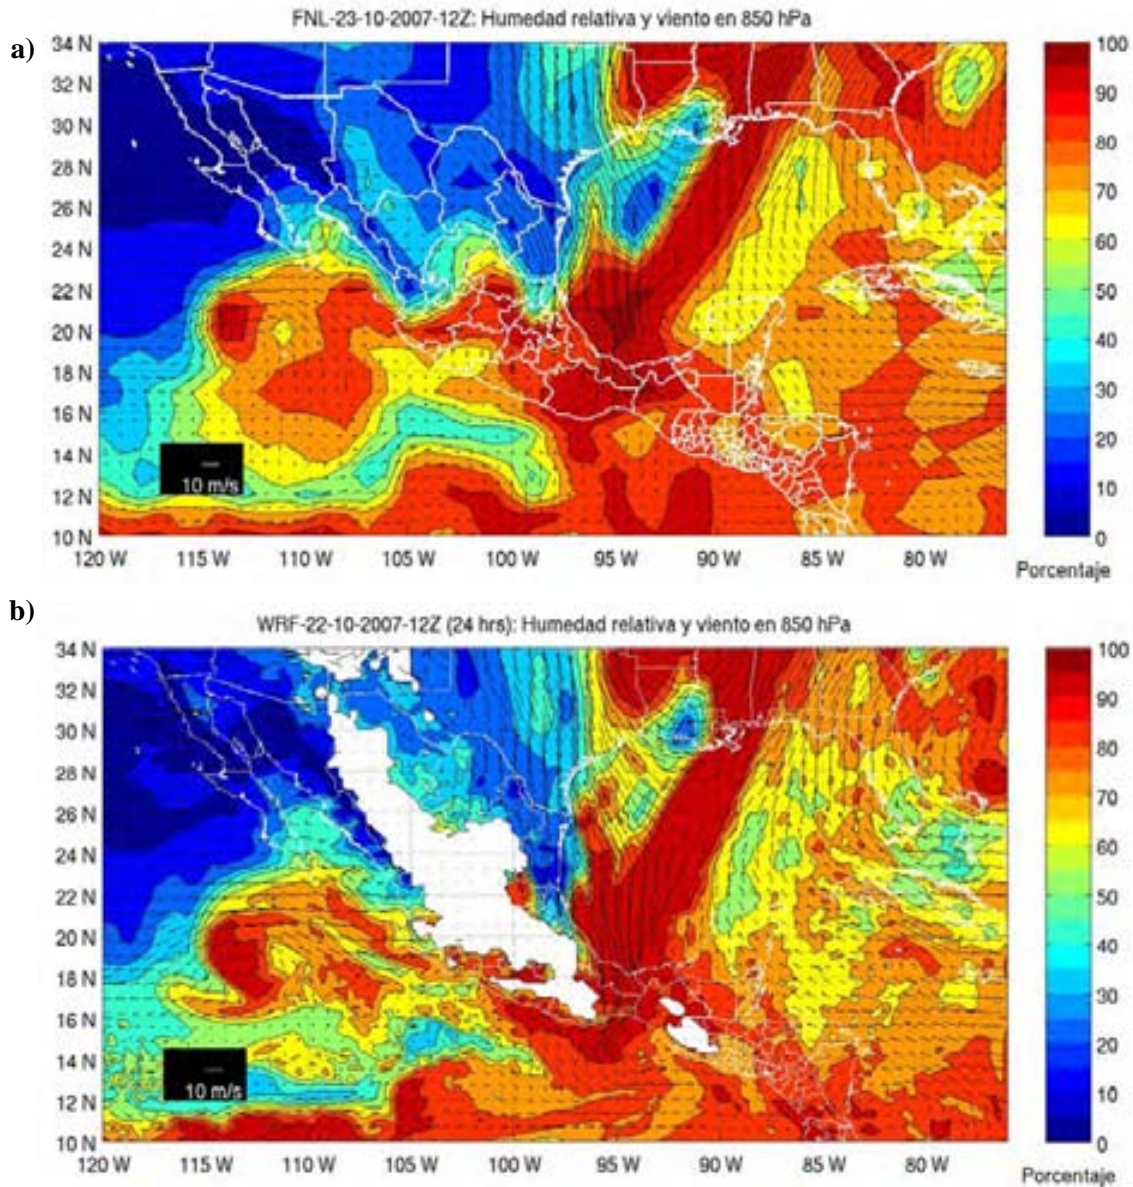 a)
FNL-23-10-2007-12Z: Humedad relativa y viento en 850 hPa
34 N
32 N
30 N
28 N
26 N
24 N
22 N
20 N
18 N
16 N
14 N
12 N
10 N
10 m/s
120 W 115 W 110 W 105 W 100 W 95 W 90 W 85 W 80 W
100
90
80
70
60
50
40
30
20
10
0
Porcentaje
b)
WRF-22-10-2007-12Z (24 hrs): Humedad relativa y viento en 850 hPa
34 N
32 N
30 N
28 N
26 N
24 N
22 N
20 N
18 N
16 N
14 N
12 N
10 N
10 m/s
120 W 115 W 110 W 105 W 100 W 95 W 90 W 85 W 80 W
100
90
80
70
60
50
40
30
20
10
0
Porcentaje